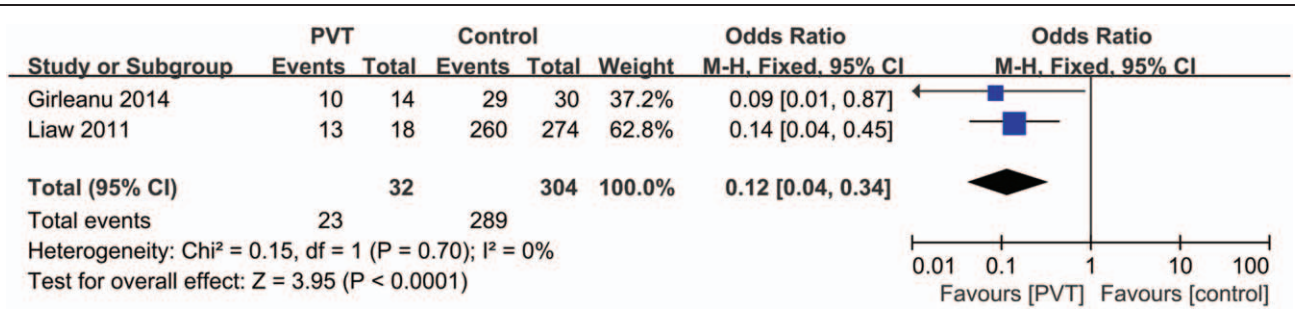 PVT Control Odds Ratio Odds Ratio
Study or Subgroup Events Total Events Total Weight M-H, Fixed, 95% CI M-H, Fixed, 95% CI
Girleanu 2014 10 14 29 30 37.2% 0.09 [0.01, 0.87]
Liaw 2011 13 18 260 274 62.8% 0.14 [0.04, 0.45]
Total (95% CI) 32 304 100.0% 0.12 [0.04, 0.34]
Total events 23 289
Heterogeneity: Chi² = 0.15, df = 1 (P = 0.70); I² = 0%
Test for overall effect: Z = 3.95 (P < 0.0001)
0.01 0.1 1 10 100
Favours [PVT] Favours [control]